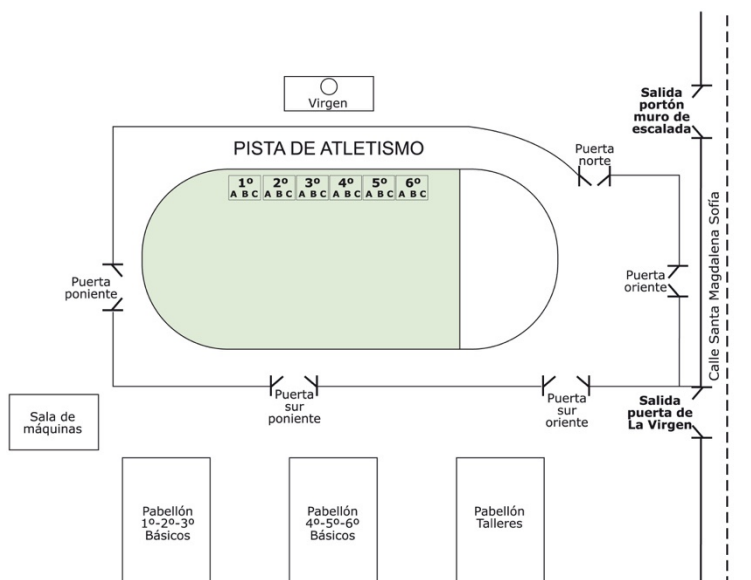 Virgen
Salida
portón
muro de
escalada
PISTA DE ATLETISMO
Puerta
norte
1º 2º 3º 4º 5º 6º
A B C A B C A B C A B C A B C A B C
Puerta
poniente
Puerta
oriente
Calle Santa Magdalena Sofía
Puerta
sur
poniente
Puerta
sur
oriente
Salida
puerta de
La Virgen
Sala de
máquinas
Pabellón
1º-2º-3º
Básicos
Pabellón
4º-5º-6º
Básicos
Pabellón
Talleres